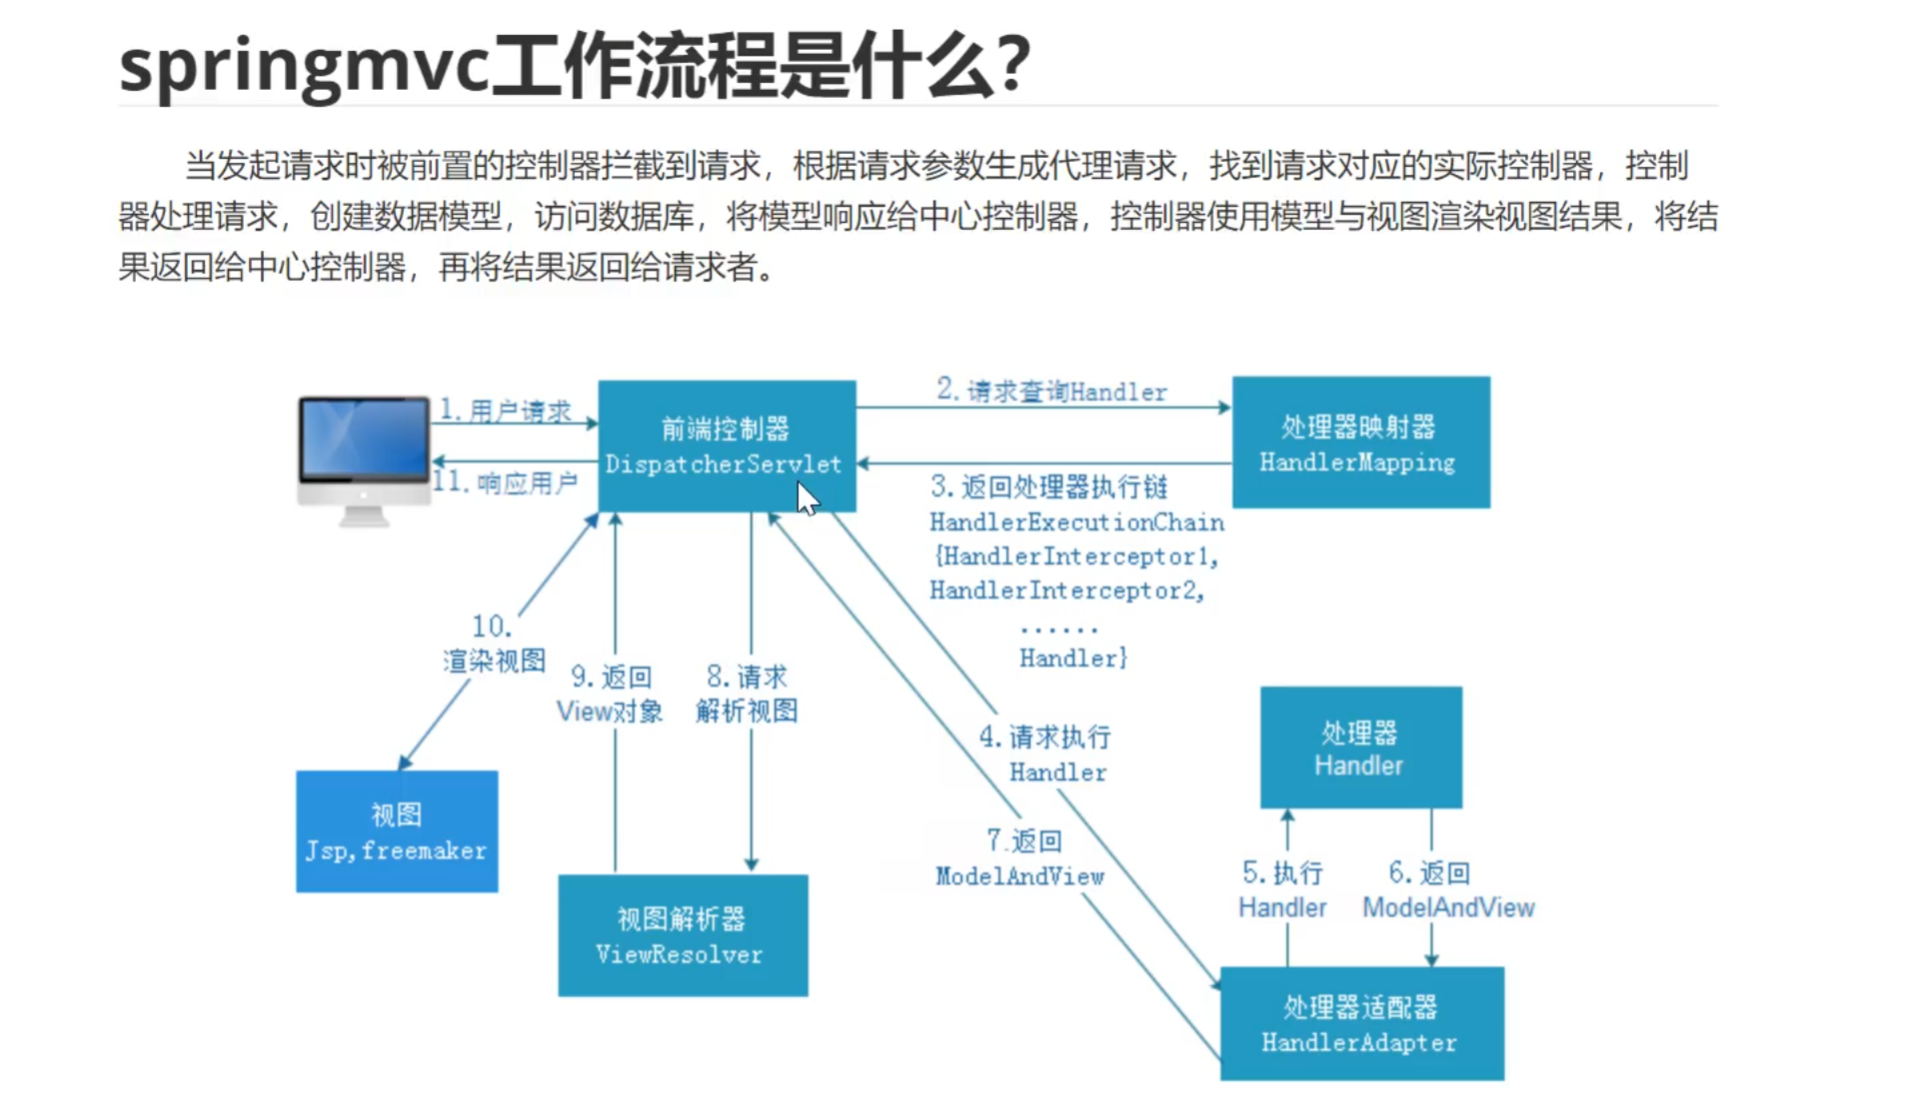 springmvc工作流程是什么?
当发起请求时被前置的控制器拦截到请求，根据请求参数生成代理请求，找到请求对应的实际控制器，控制
器处理请求，创建数据模型，访问数据库，将模型响应给中心控制器，控制器使用模型与视图渲染视图结果，将结
果返回给中心控制器，再将结果返回给请求者。
1.用户请求
11.响应用户
前端控制器
DispatcherServlet
2.请求查询Handler
处理器映射器
HandlerMapping
3.返回处理器执行链
HandlerExecutionChain
{HandlerInterceptor1,
HandlerInterceptor2,
......
Handler}
10.
渲染视图
9.返回
View对象
8.请求
解析视图
4.请求执行
Handler
7.返回
ModelAndView
处理器
Handler
5.执行
Handler
6.返回
ModelAndView
视图
Jsp,freemaker
视图解析器
ViewResolver
处理器适配器
HandlerAdapter